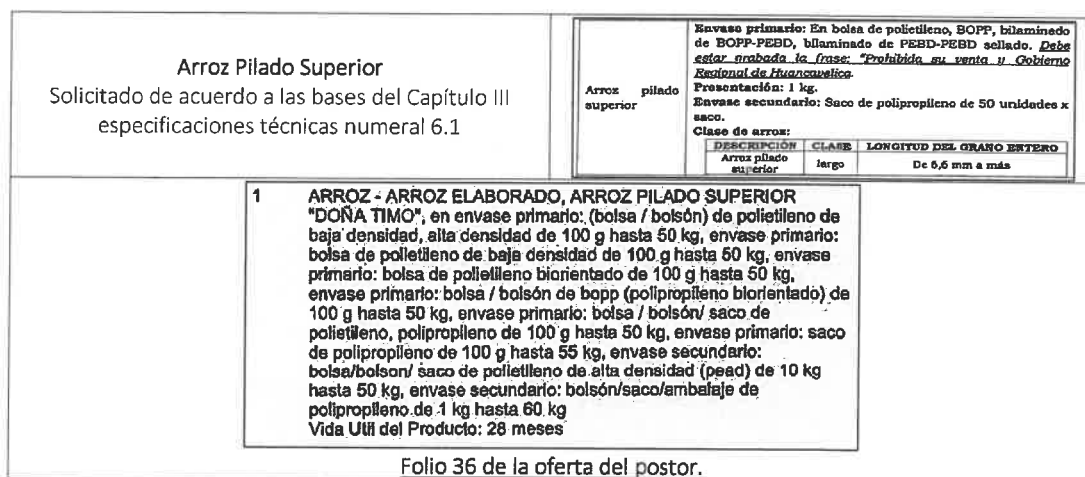 Arroz Pilado Superior
Solicitado de acuerdo a las bases del Capítulo III
especificaciones técnicas numeral 6.1
Arroz pilado
superior
Envase primario: En bolsa de polietileno, BOPP, bilaminado
de BOPP-PEBD, bilaminado de PEBD-PEBD sellado. Debe
estar grabada la frase: "Prohibida su venta y Gobierno
Regional de Huancavelica.
Presentación: 1 kg.
Envase secundario: Saco de polipropileno de 50 unidades x
saco.
Clase de arroz:
DESCRIPCIÓN CLASE LONGITUD DEL GRANO ENTERO
Arroz pilado
superior
largo
De 6,6 mm a más
1 ARROZ - ARROZ ELABORADO, ARROZ PILADO SUPERIOR
"DOÑA TIMO", en envase primario: (bolsa / bolsón) de polietileno de
baja densidad, alta densidad de 100 g hasta 50 kg, envase primario:
bolsa de polietileno de baja densidad de 100 g hasta 50 kg, envase
primario: bolsa de polietileno biorientado de 100 g hasta 50 kg,
envase primario: bolsa / bolsón de bopp (polipropileno biorientado) de
100 g hasta 50 kg, envase primario: bolsa / bolsón/ saco de
polietileno, polipropileno de 100 g hasta 50 kg, envase primario: saco
de polipropileno de 100 g hasta 55 kg, envase secundario:
bolsa/bolson/ saco de polietileno de alta densidad (pead) de 10 kg
hasta 50 kg, envase secundario: bolsón/saco/embalaje de
polipropileno de 1 kg hasta 60 kg
Vida Util del Producto: 28 meses
Folio 36 de la oferta del postor.